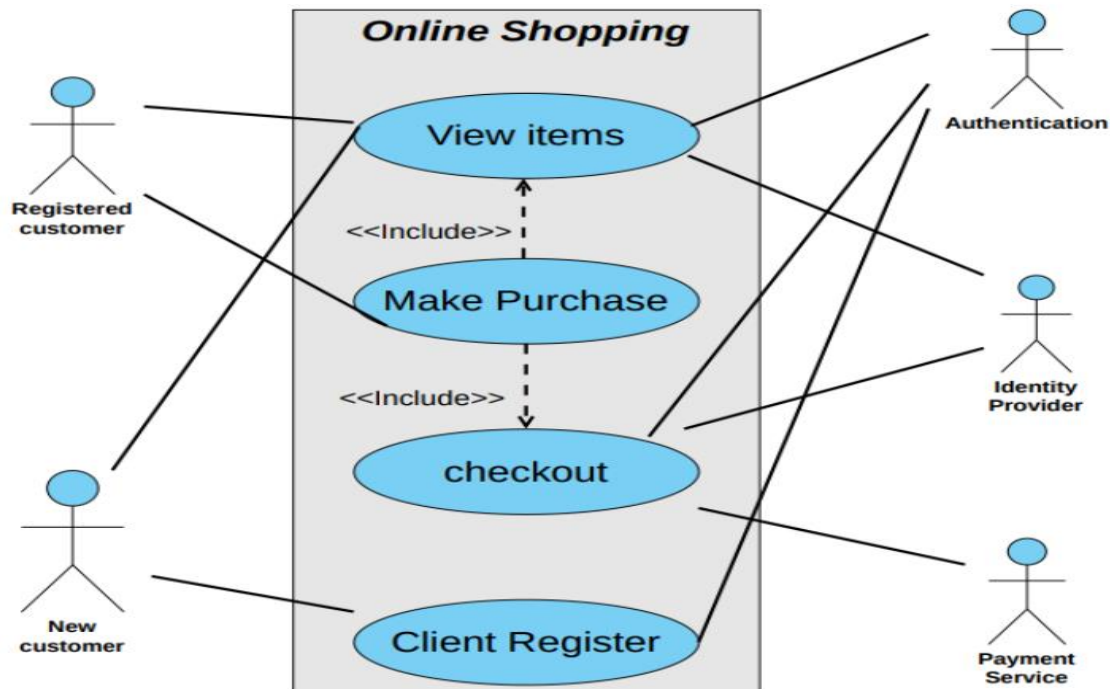 Online Shopping
View items
Authentication
Registered
customer
<<Include>>
Make Purchase
<<Include>>
Identity
Provider
checkout
New
customer
Client Register
Payment
Service